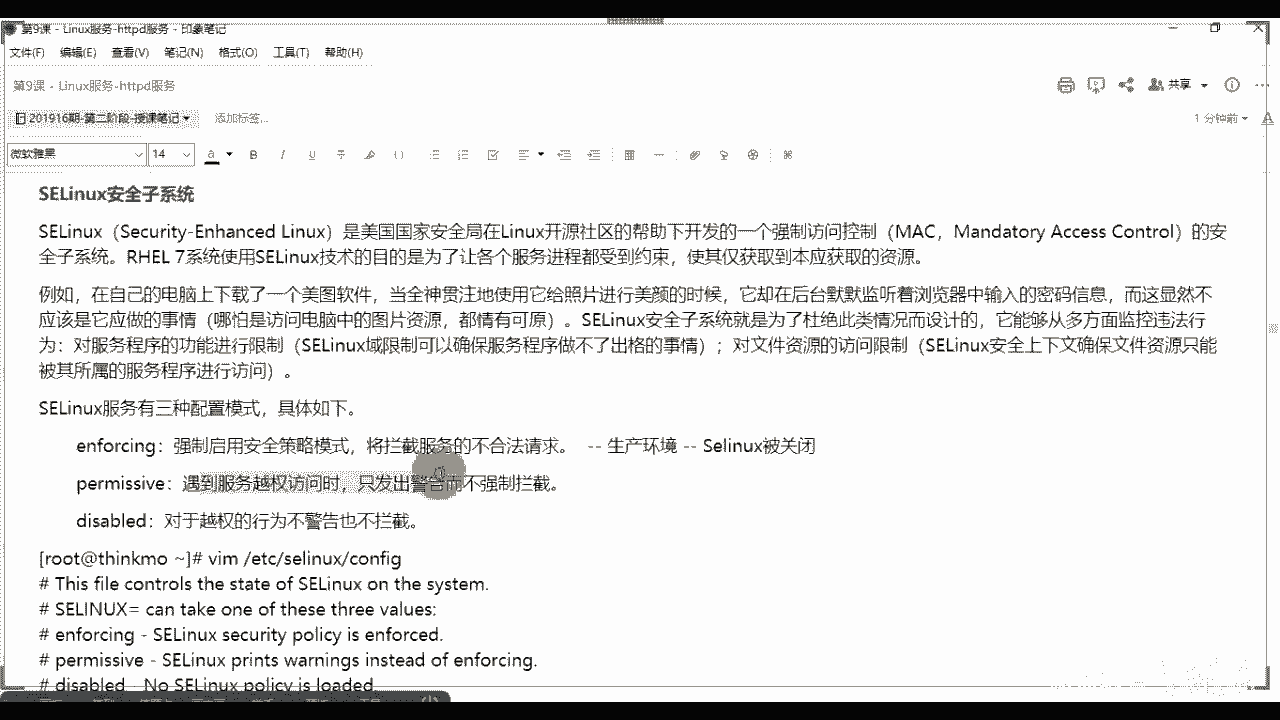 第9课 - Linux服务-httpd服务 - 印象笔记
文件(F) 编辑(E) 查看(V) 笔记(N) 格式(O) 工具(T) 帮助(H)
第9课 - Linux服务-httpd服务
共享
201916期-第二阶段-授课笔记
添加标签...
1 分钟前
微软雅黑 14
SELinux安全子系统
SELinux（Security-Enhanced Linux）是美国国家安全局在Linux开源社区的帮助下开发的一个强制访问控制（MAC，Mandatory Access Control）的安
全子系统。RHEL 7系统使用SELinux技术的目的是为了让各个服务进程都受到约束，使其仅获取到本应获取的资源。
例如，在自己的电脑上下载了一个美图软件，当全神贯注地使用它给照片进行美颜的时候，它却在后台默默监听着浏览器中输入的密码信息，而这显然不
应该是它应做的事情（哪怕是访问电脑中的图片资源，都情有可原）。SELinux安全子系统就是为了杜绝此类情况而设计的，它能够从多方面监控违法行
为：对服务程序的功能进行限制（SELinux域限制可以确保服务程序做不了出格的事情）；对文件资源的访问限制（SELinux安全上下文确保文件资源只能
被其所属的服务程序进行访问）。
SELinux服务有三种配置模式，具体如下。
enforcing：强制启用安全策略模式，将拦截服务的不合法请求。 -- 生产环境 -- Selinux被关闭
permissive：遇到服务越权访问时，只发出警告而不强制拦截。
disabled：对于越权的行为不警告也不拦截。
[root@thinkmo ~]# vim /etc/selinux/config
# This file controls the state of SELinux on the system.
# SELINUX= can take one of these three values:
# enforcing - SELinux security policy is enforced.
# permissive - SELinux prints warnings instead of enforcing.
# disabled - No SELinux policy is loaded.